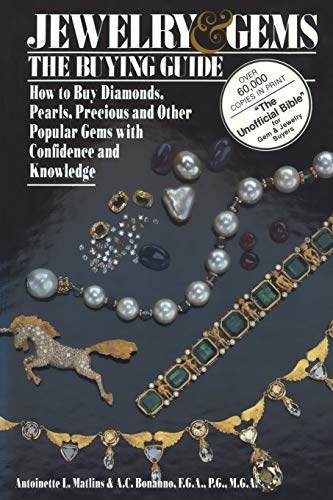 JEWELRY & GEMS
THE BUYING GUIDE
How to Buy Diamonds,
Pearls, Precious and Other
Popular Gems with
Confidence and
Knowledge
OVER
60,000
COPIES IN PRINT
"The
Unofficial Bible"
for
Gem & Jewelry
Buyers
Antoinette L. Matlins & A.C. Bonanno, F.G.A., P.G., M.G.A.